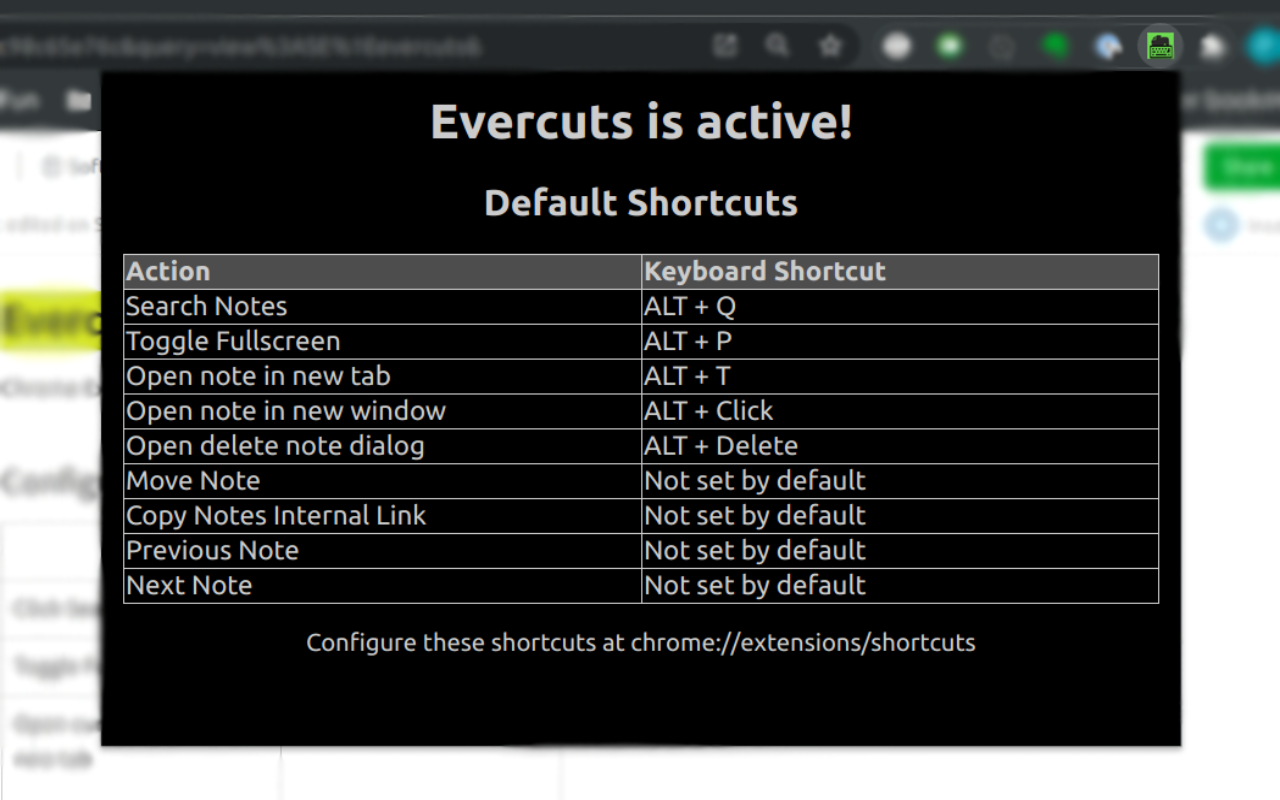 Evercuts is active!
Default Shortcuts
Action Keyboard Shortcut
Search Notes ALT + Q
Toggle Fullscreen ALT + P
Open note in new tab ALT + T
Open note in new window ALT + Click
Open delete note dialog ALT + Delete
Move Note Not set by default
Copy Notes Internal Link Not set by default
Previous Note Not set by default
Next Note Not set by default
Configure these shortcuts at chrome://extensions/shortcuts